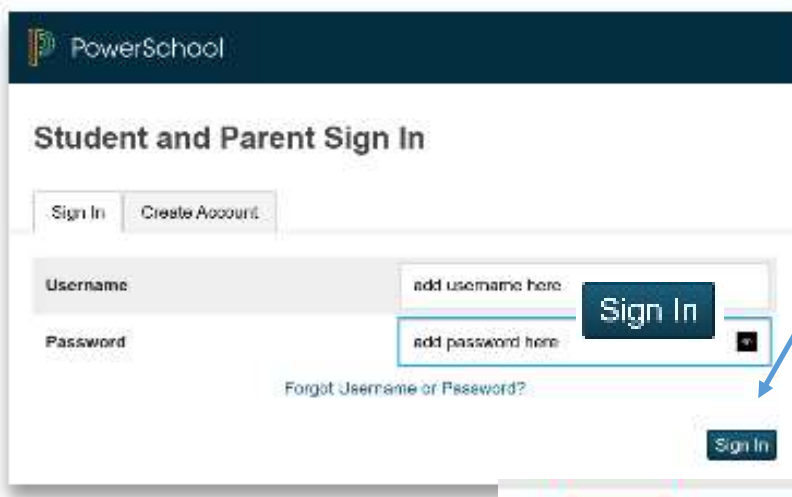 PowerSchool
Student and Parent Sign In
Sign In
Create Account
Username
add username here
Sign In
Password
add password here
Forgot Username or Password?
Sign In